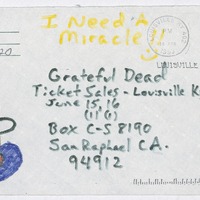 I Need A
Miracle !!
LOUISVILLE
Grateful Dead
Ticket Sales - Louisville K
June 15, 16
(1) (1)
Box C-S 8190
San Raphael CA.
94912